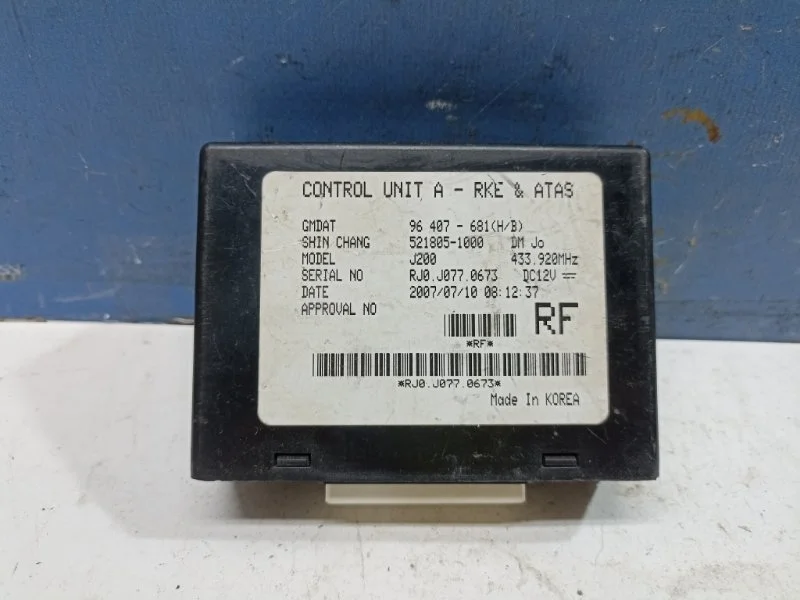 CONTROL UNIT A - RKE & ATAS
GMDAT 96 407 - 681(H/B)
SHIN CHANG 521805-1000 DM Jo
MODEL J200 433.920MHz
SERIAL NO RJ0.J077.0673 DC12V
DATE 2007/07/10 08:12:37
APPROVAL NO
RF
*RF*
*RJ0.J077.0673*
Made In KOREA